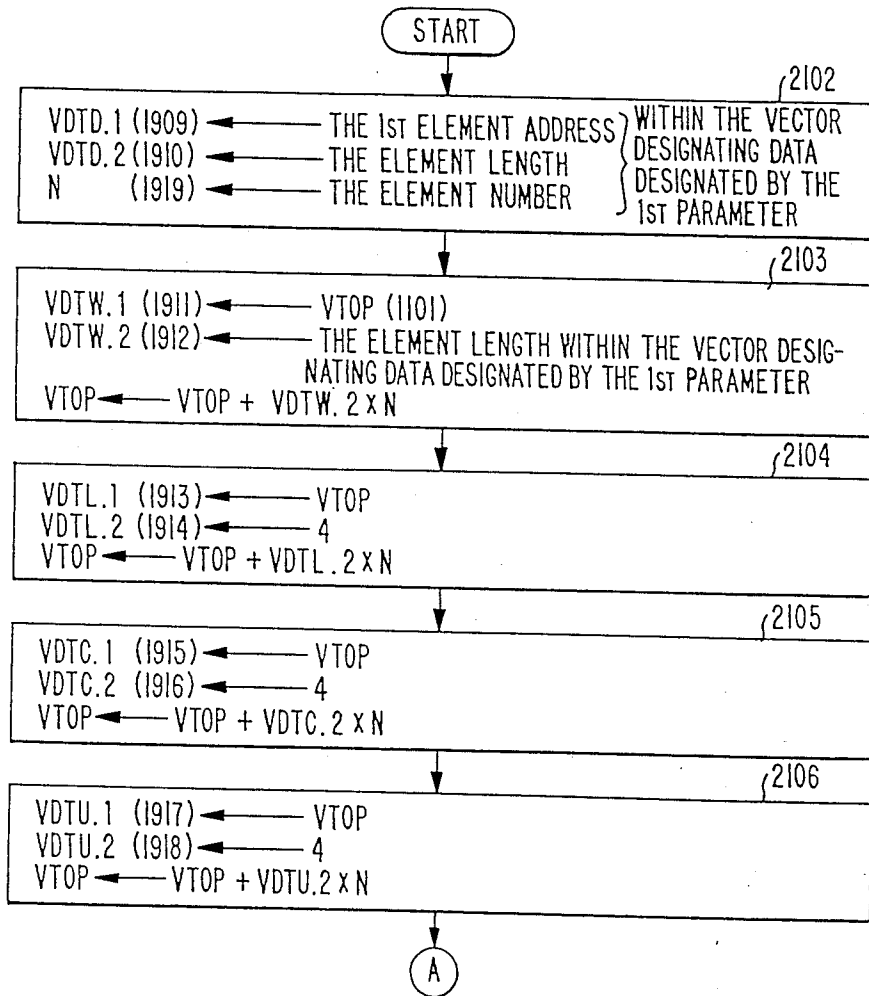 START
2102
VDTD.1 (1909) ◄— THE 1ST ELEMENT ADDRESS } WITHIN THE VECTOR
VDTD.2 (1910) ◄— THE ELEMENT LENGTH DESIGNATING DATA
N (1919) ◄— THE ELEMENT NUMBER DESIGNATED BY THE
1ST PARAMETER
2103
VDTW.1 (1911) ◄— VTOP (1101)
VDTW.2 (1912) ◄— THE ELEMENT LENGTH WITHIN THE VECTOR DESIG-
NATING DATA DESIGNATED BY THE 1ST PARAMETER
VTOP ◄— VTOP + VDTW.2 x N
2104
VDTL.1 (1913) ◄— VTOP
VDTL.2 (1914) ◄— 4
VTOP ◄— VTOP + VDTL.2 x N
2105
VDTC.1 (1915) ◄— VTOP
VDTC.2 (1916) ◄— 4
VTOP ◄— VTOP + VDTC.2 x N
2106
VDTU.1 (1917) ◄— VTOP
VDTU.2 (1918) ◄— 4
VTOP ◄— VTOP + VDTU.2 x N
A